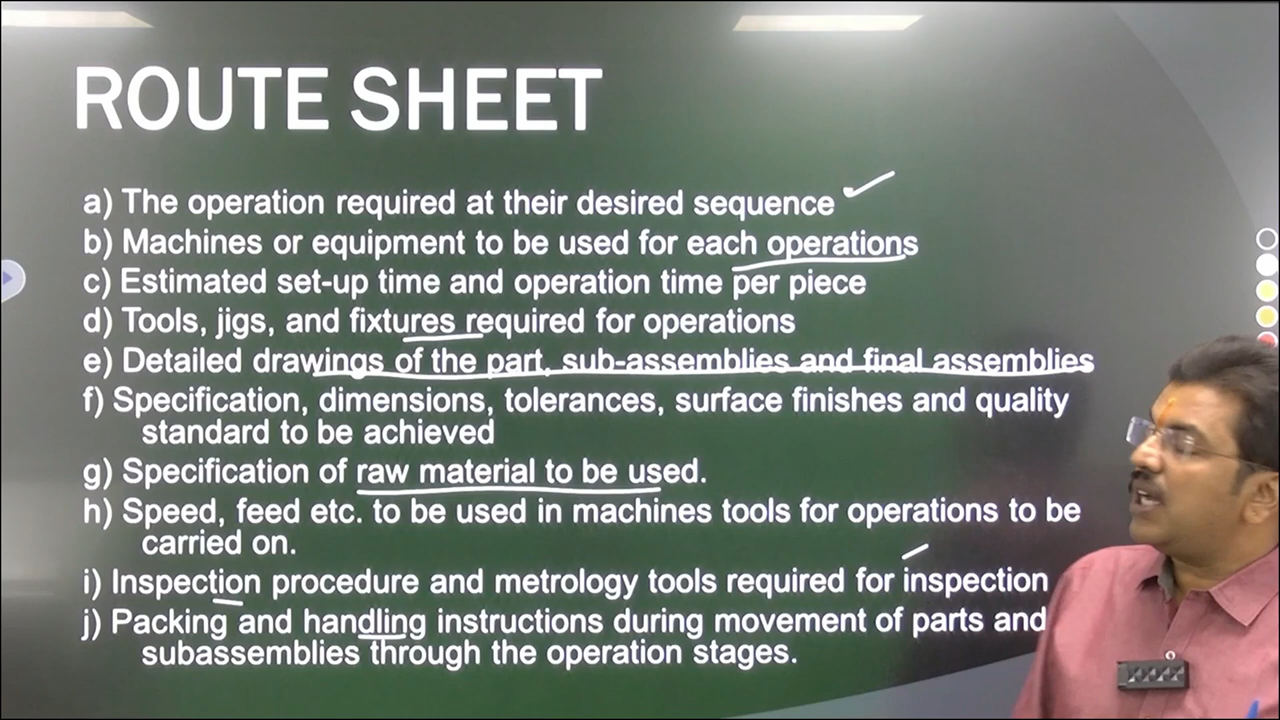 ROUTE SHEET
a) The operation required at their desired sequence
b) Machines or equipment to be used for each operations
c) Estimated set-up time and operation time per piece
d) Tools, jigs, and fixtures required for operations
e) Detailed drawings of the part, sub-assemblies and final assemblies
f) Specification, dimensions, tolerances, surface finishes and quality
standard to be achieved
g) Specification of raw material to be used.
h) Speed, feed etc. to be used in machines tools for operations to be
carried on.
i) Inspection procedure and metrology tools required for inspection
j) Packing and handling instructions during movement of parts and
subassemblies through the operation stages.